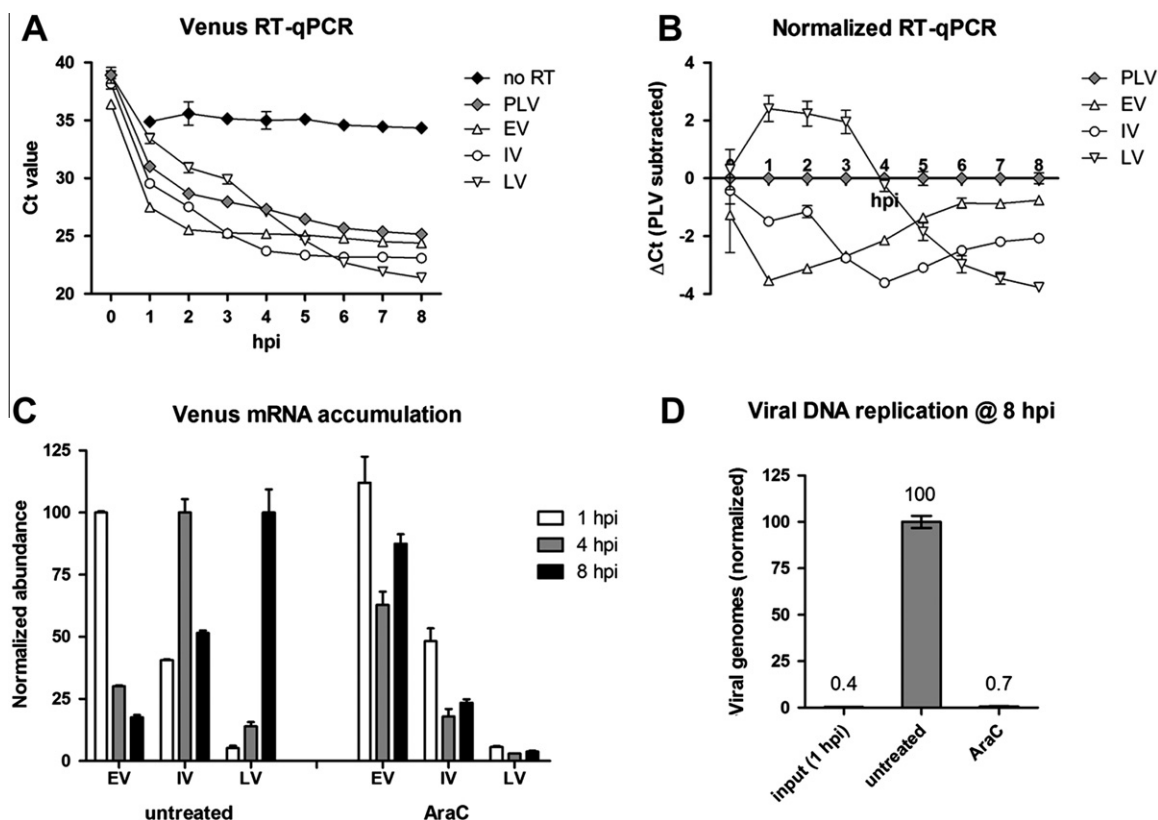 A
Venus RT-qPCR
Ct value
40
35
30
25
20
0 1 2 3 4 5 6 7 8
hpi
no RT
PLV
EV
IV
LV
B
Normalized RT-qPCR
ΔCt (PLV subtracted)
4
2
0
-2
-4
1 2 3 4 5 6 7 8
hpi
PLV
EV
IV
LV
C
Venus mRNA accumulation
Normalized abundance
125
100
75
50
25
0
EV IV LV EV IV LV
untreated AraC
1 hpi
4 hpi
8 hpi
D
Viral DNA replication @ 8 hpi
Viral genomes (normalized)
125
100
75
50
25
0
0.4
100
0.7
input (1 hpi)
untreated
AraC